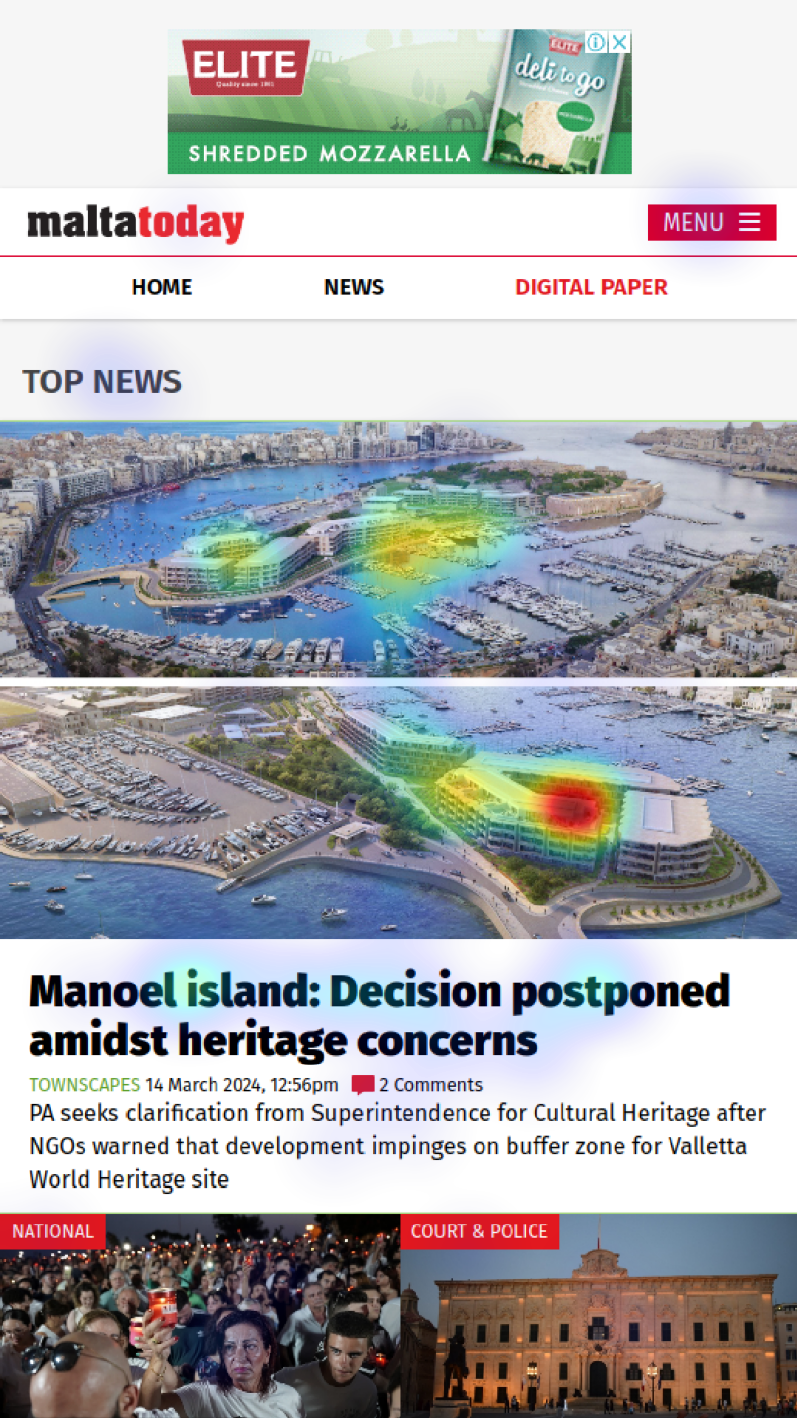 ELITE
Quality since 1961
ELITE
deli to go
Shredded Cheese
MOZZARELLA
SHREDDED MOZZARELLA
maltatoday
MENU
HOME NEWS DIGITAL PAPER
TOP NEWS
Manoel island: Decision postponed
amidst heritage concerns
TOWNSCAPES 14 March 2024, 12:56pm 2 Comments
PA seeks clarification from Superintendence for Cultural Heritage after
NGOs warned that development impinges on buffer zone for Valletta
World Heritage site
NATIONAL COURT & POLICE